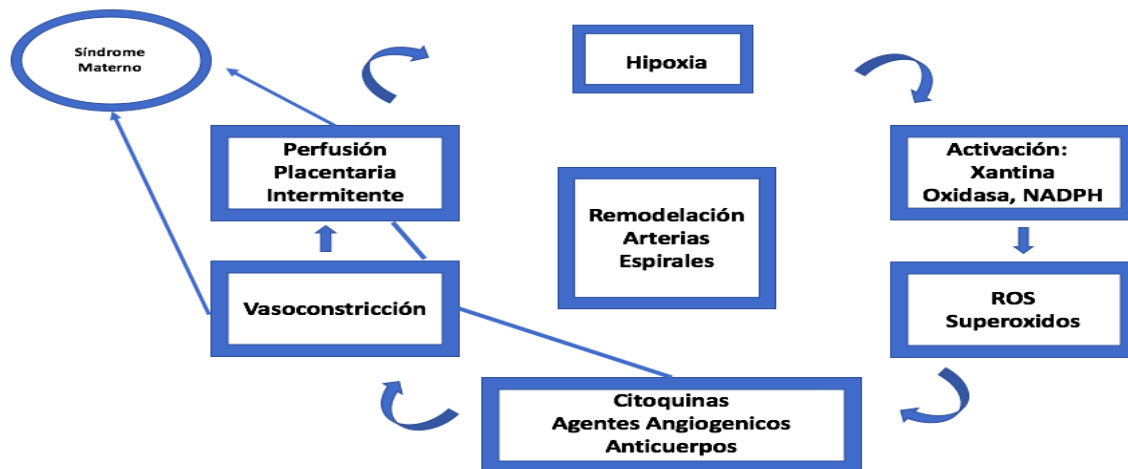 Síndrome
Materno
Hipoxia
Perfusión
Placentaria
Intermitente
Activación:
Xantina
Oxidasa, NADPH
Remodelación
Arterias
Espirales
Vasoconstricción
ROS
Superoxidos
Citoquinas
Agentes Angiogenicos
Anticuerpos